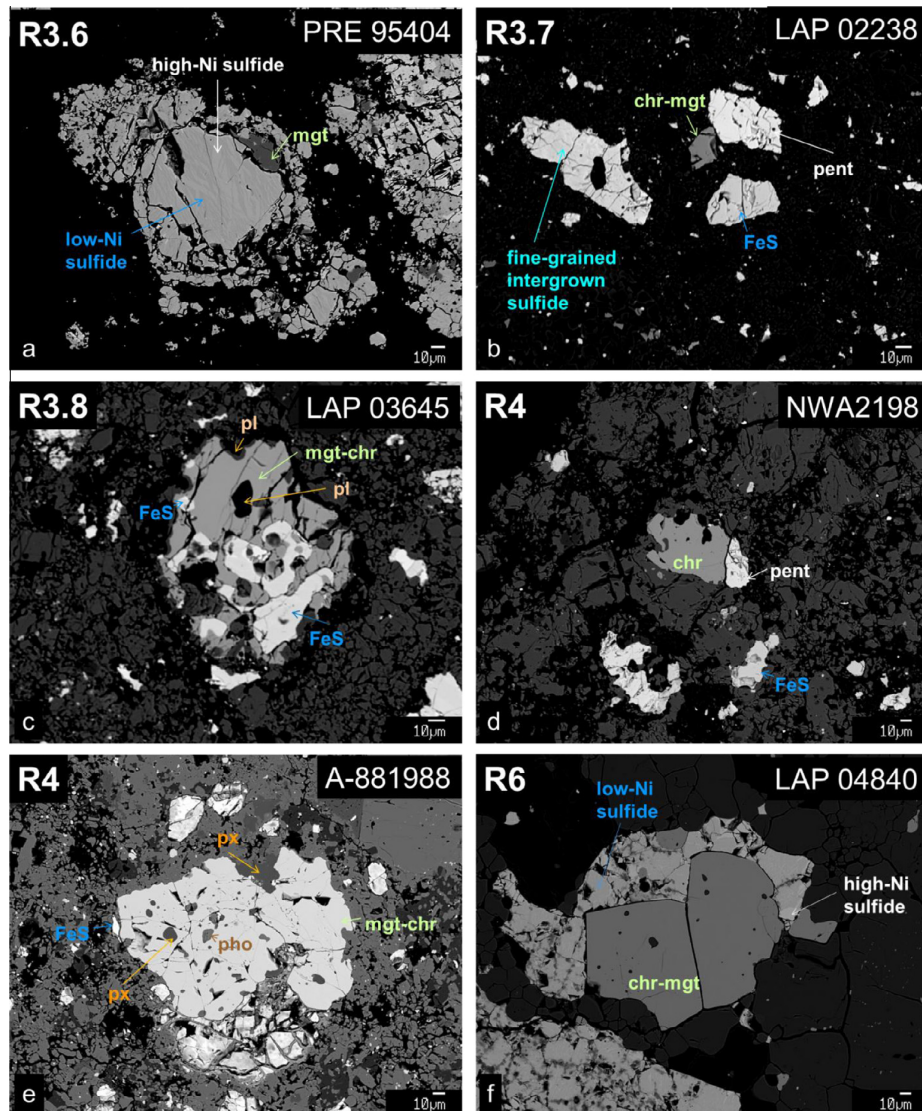 R3.6
PRE 95404
high-Ni sulfide
mgt
low-Ni
sulfide
a
10μm
R3.7
LAP 02238
chr-mgt
pent
FeS
fine-grained
intergrown
sulfide
b
10μm
R3.8
LAP 03645
pl
mgt-chr
pl
FeS
FeS
c
10μm
R4
NWA2198
chr
pent
FeS
d
10μm
R4
A-881988
px
mgt-chr
FeS
pho
px
e
10μm
R6
LAP 04840
low-Ni
sulfide
high-Ni
sulfide
chr-mgt
f
10μm